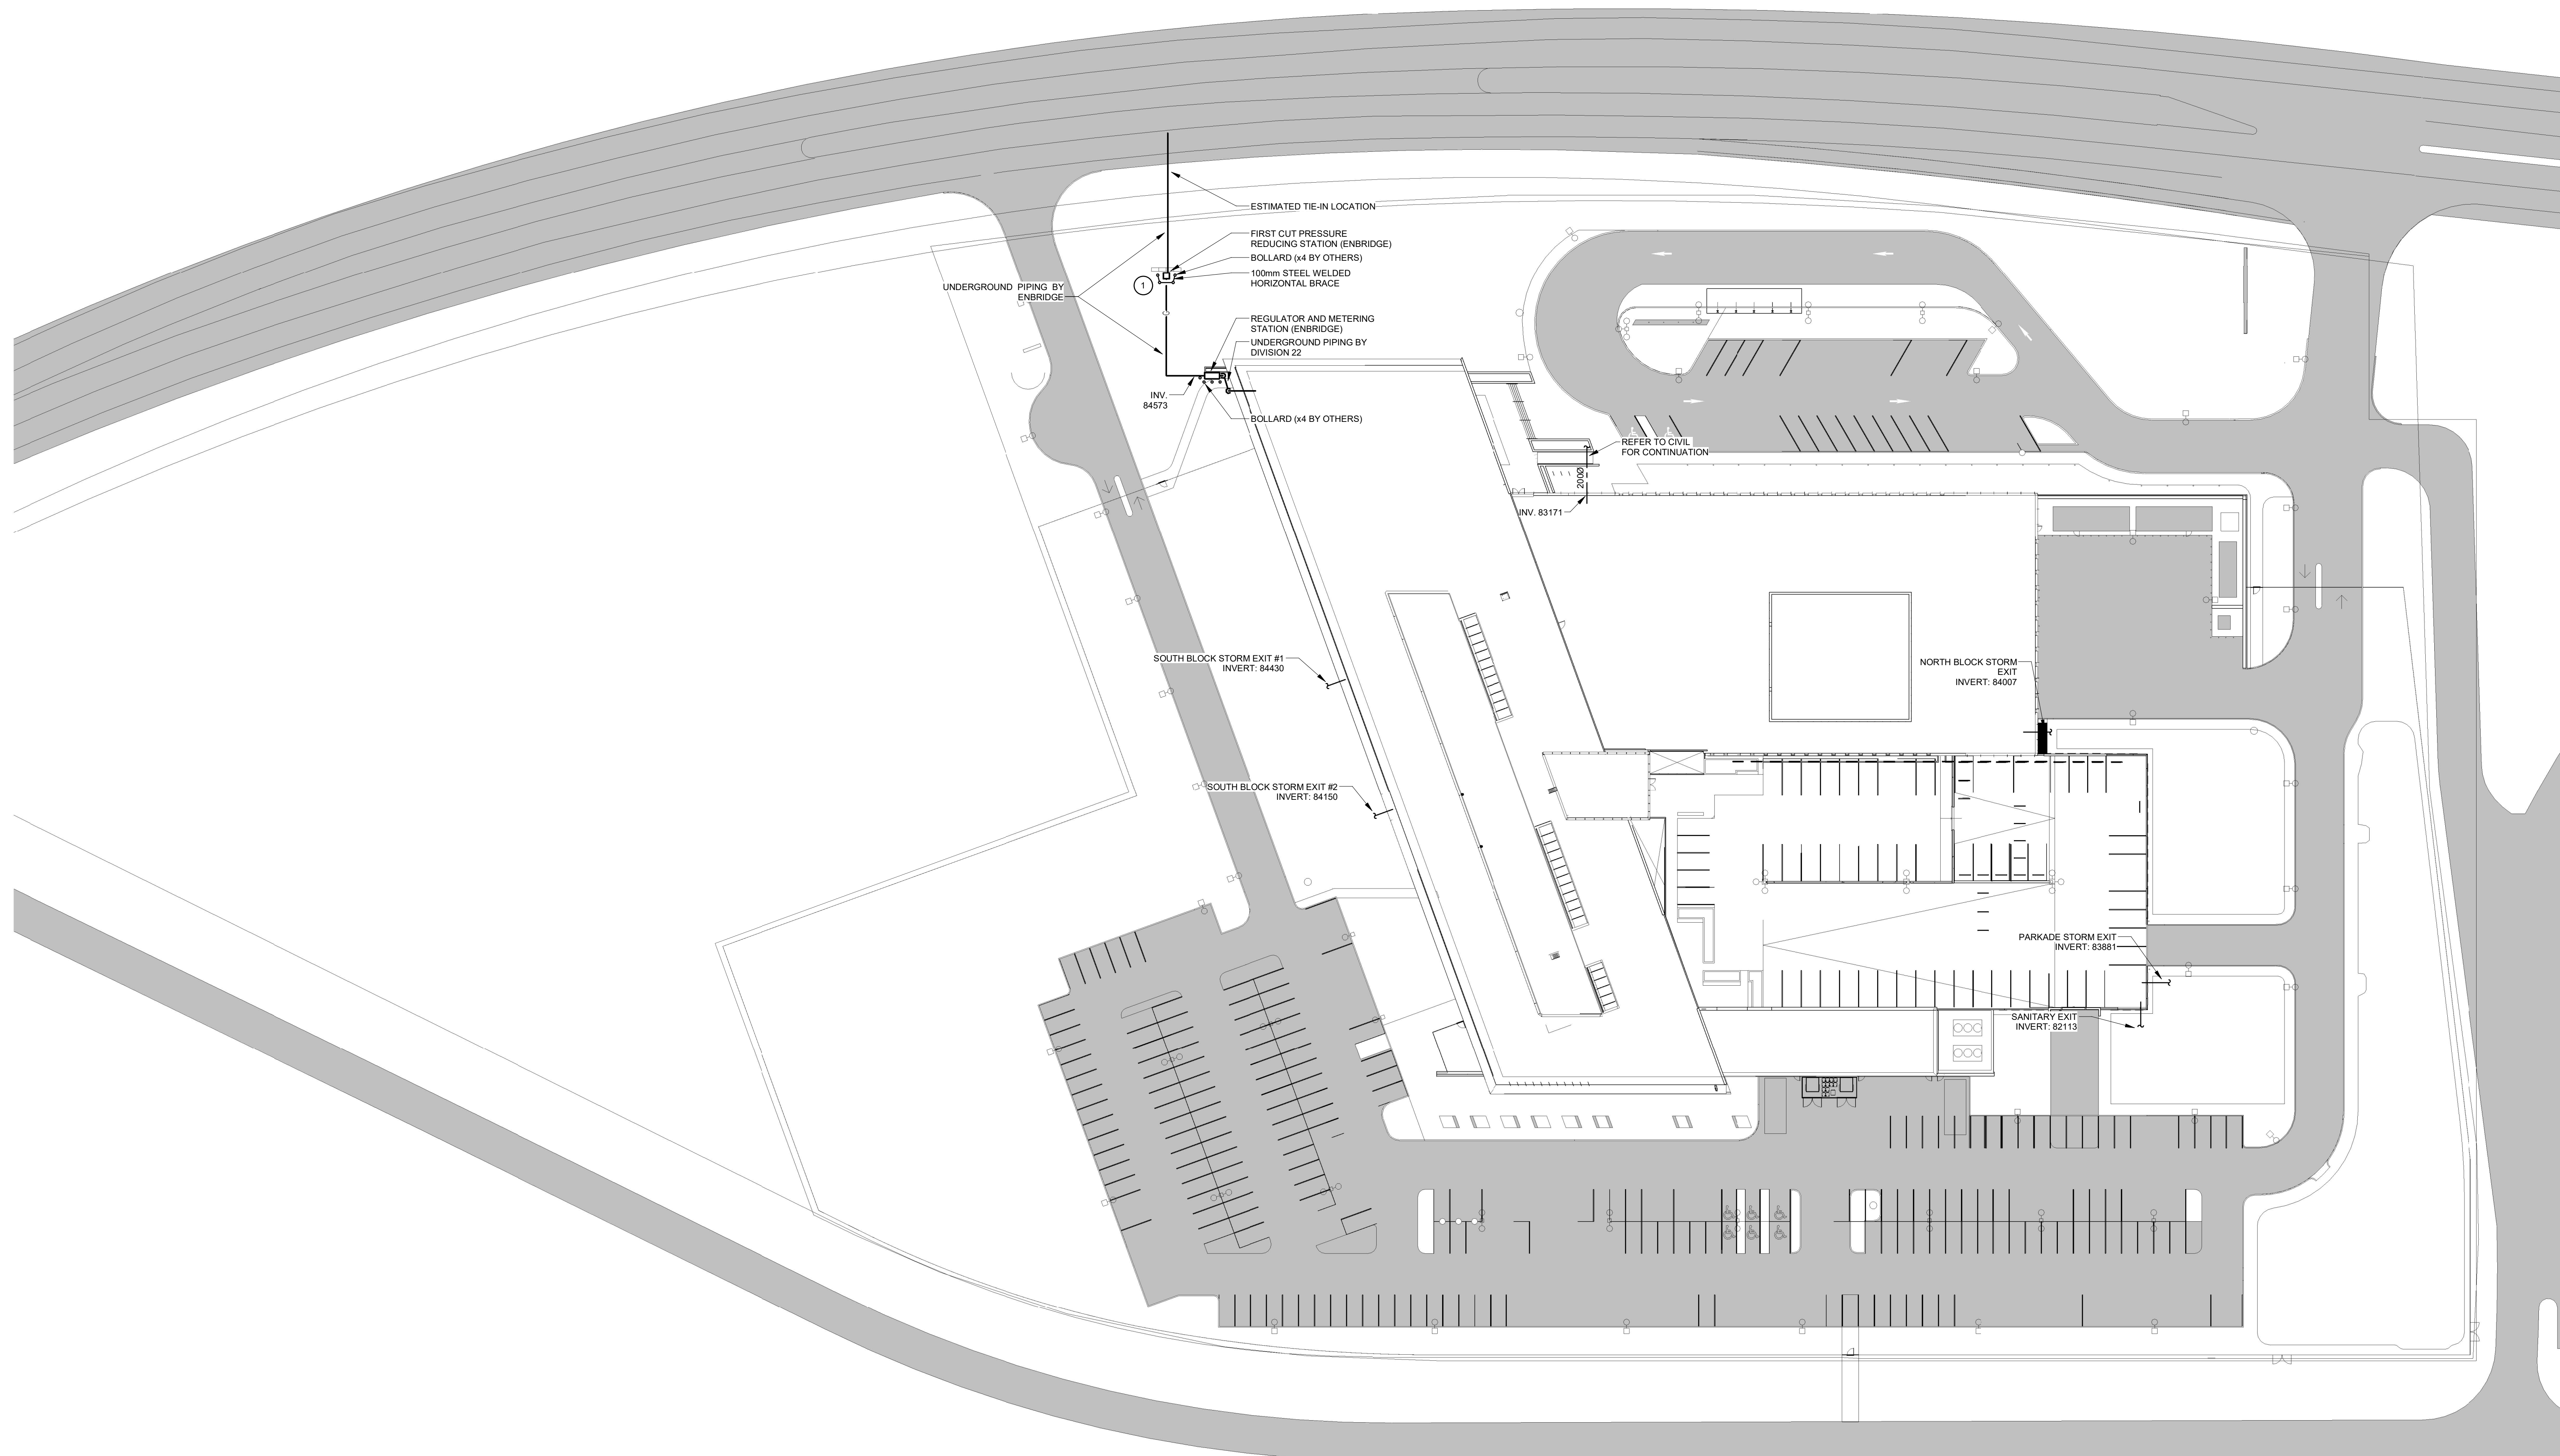 ESTIMATED TIE-IN LOCATION
FIRST CUT PRESSURE
REDUCING STATION (ENBRIDGE)
BOLLARD (x4 BY OTHERS)
100mm STEEL WELDED
HORIZONTAL BRACE
1
UNDERGROUND PIPING BY
ENBRIDGE
REGULATOR AND METERING
STATION (ENBRIDGE)
UNDERGROUND PIPING BY
DIVISION 22
INV.
84573
BOLLARD (x4 BY OTHERS)
REFER TO CIVIL
FOR CONTINUATION
200Ø
INV. 83171
SOUTH BLOCK STORM EXIT #1
INVERT: 84430
NORTH BLOCK STORM
EXIT
INVERT: 84007
SOUTH BLOCK STORM EXIT #2
INVERT: 84150
PARKADE STORM EXIT
INVERT: 83881
SANITARY EXIT
INVERT: 82113